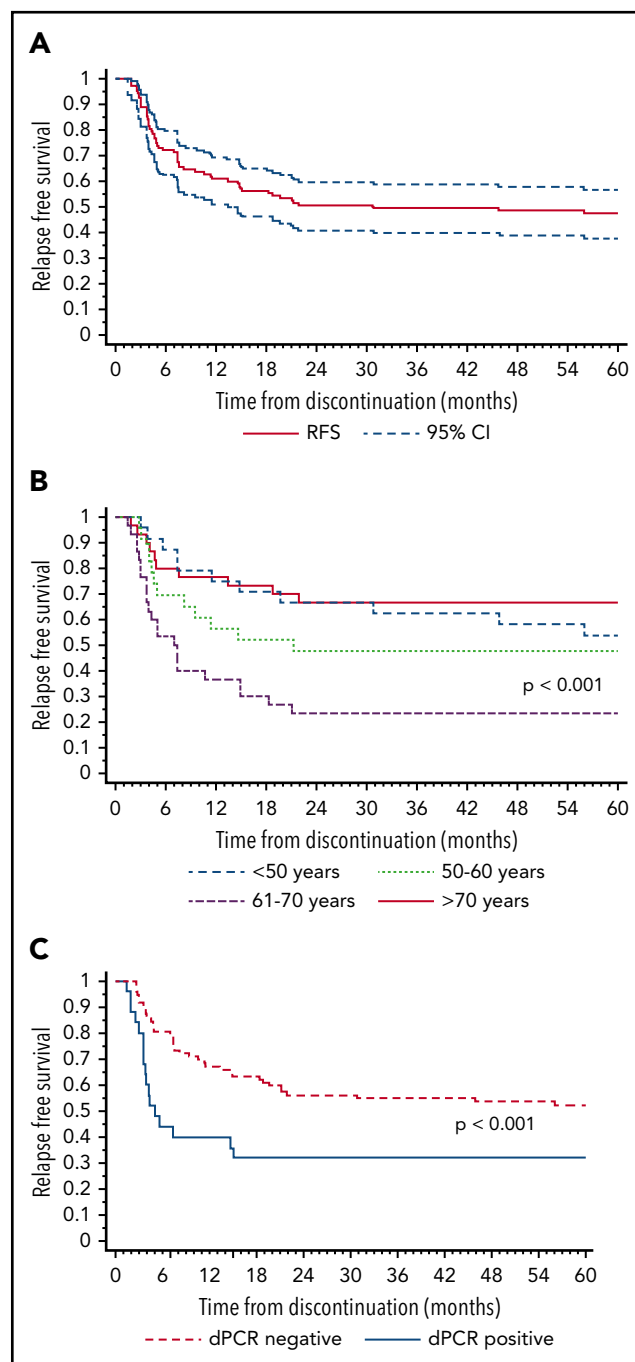 A
1
0.9
0.8
0.7
0.6
0.5
0.4
0.3
0.2
0.1
0
Relapse free survival
0 6 12 18 24 30 36 42 48 54 60
Time from discontinuation (months)
RFS 95% CI
B
1
0.9
0.8
0.7
0.6
0.5
0.4
0.3
0.2
0.1
0
Relapse free survival
p < 0.001
0 6 12 18 24 30 36 42 48 54 60
Time from discontinuation (months)
<50 years 50-60 years
61-70 years >70 years
C
1
0.9
0.8
0.7
0.6
0.5
0.4
0.3
0.2
0.1
0
Relapse free survival
p < 0.001
0 6 12 18 24 30 36 42 48 54 60
Time from discontinuation (months)
dPCR negative dPCR positive